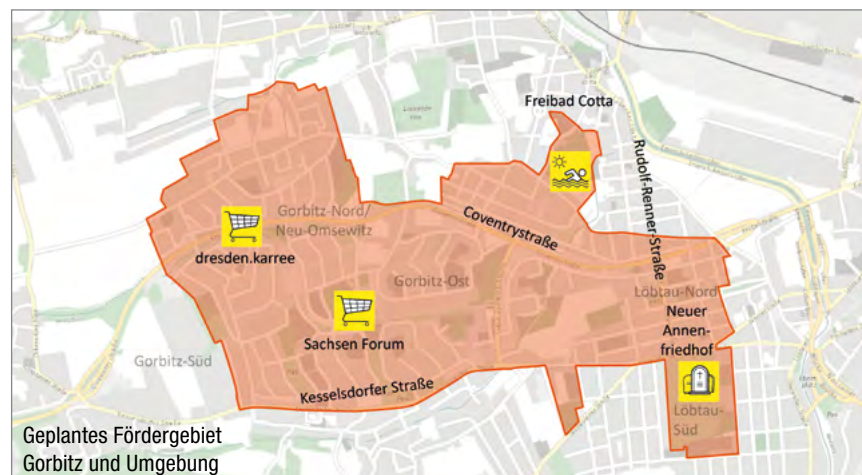 Freibad Cotta
Rudolf-Renner-Straße
Gorbitz-Nord/
Neu-Omsewitz
Coventrystraße
dresden.karree
Gorbitz-Ost
Löbtau-Nord
Neuer
Annen-
friedhof
Sachsen Forum
Gorbitz-Süd
Kesselsdorfer Straße
Löbtau-
Süd
Geplantes Fördergebiet
Gorbitz und Umgebung